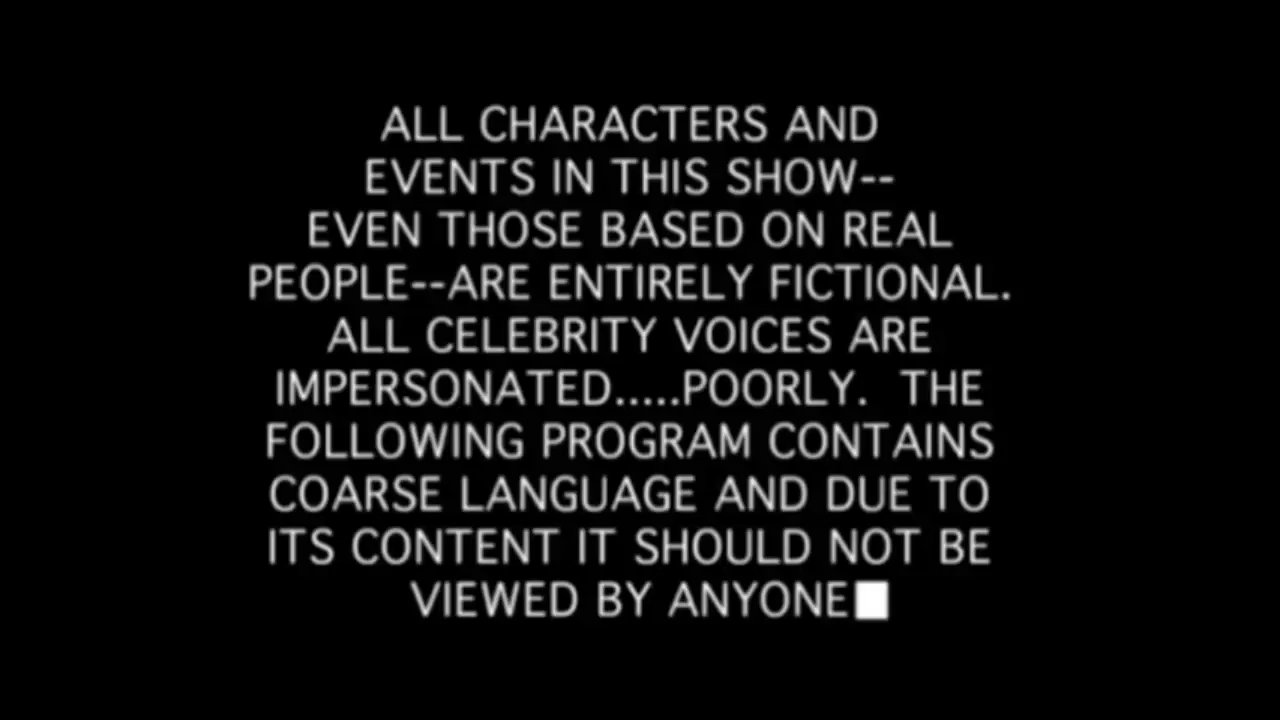 ALL CHARACTERS AND
EVENTS IN THIS SHOW--
EVEN THOSE BASED ON REAL
PEOPLE--ARE ENTIRELY FICTIONAL.
ALL CELEBRITY VOICES ARE
IMPERSONATED.....POORLY.  THE
FOLLOWING PROGRAM CONTAINS
COARSE LANGUAGE AND DUE TO
ITS CONTENT IT SHOULD NOT BE
VIEWED BY ANYONE